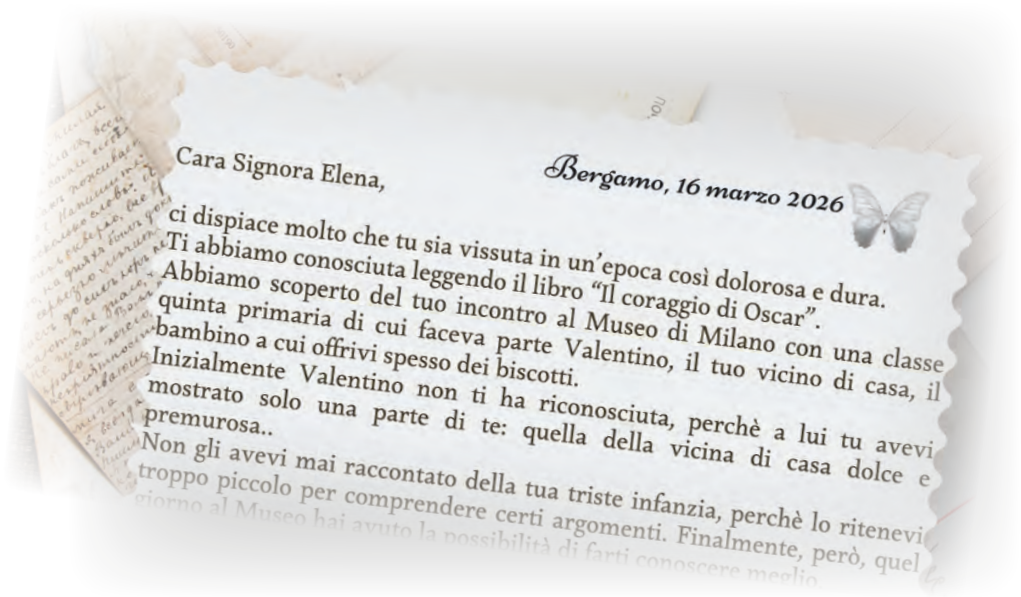 Bergamo, 16 marzo 2026
Cara Signora Elena,
ci dispiace molto che tu sia vissuta in un'epoca così dolorosa e dura.
Ti abbiamo conosciuta leggendo il libro “Il coraggio di Oscar”.
Abbiamo scoperto del tuo incontro al Museo di Milano con una classe
quinta primaria di cui faceva parte Valentino, il tuo vicino di casa, il
bambino a cui offrivi spesso dei biscotti.
Inizialmente Valentino non ti ha riconosciuta, perchè a lui tu avevi
mostrato solo una parte di te: quella della vicina di casa dolce e
premurosa..
Non gli avevi mai raccontato della tua triste infanzia, perchè lo ritenevi
troppo piccolo per comprendere certi argomenti. Finalmente, però, quel
giorno al Museo hai avuto la possibilità di farti conoscere meglio